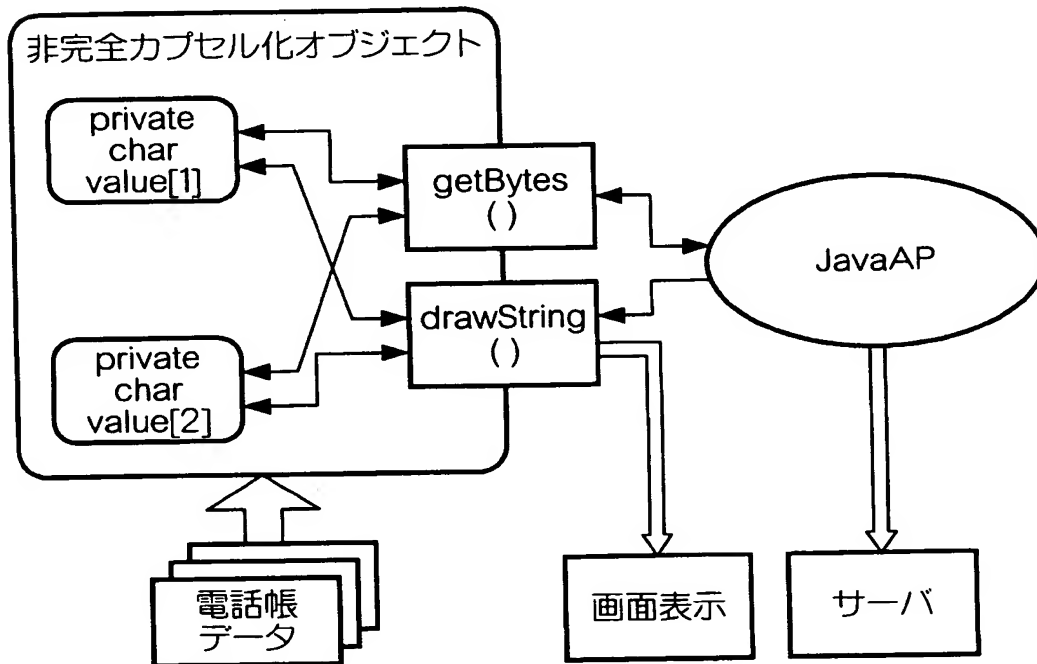 非完全カプセル化オブジェクト
private
char
value[1]
getBytes
()
JavaAP
drawString
()
private
char
value[2]
電話帳
データ
画面表示
サーバ